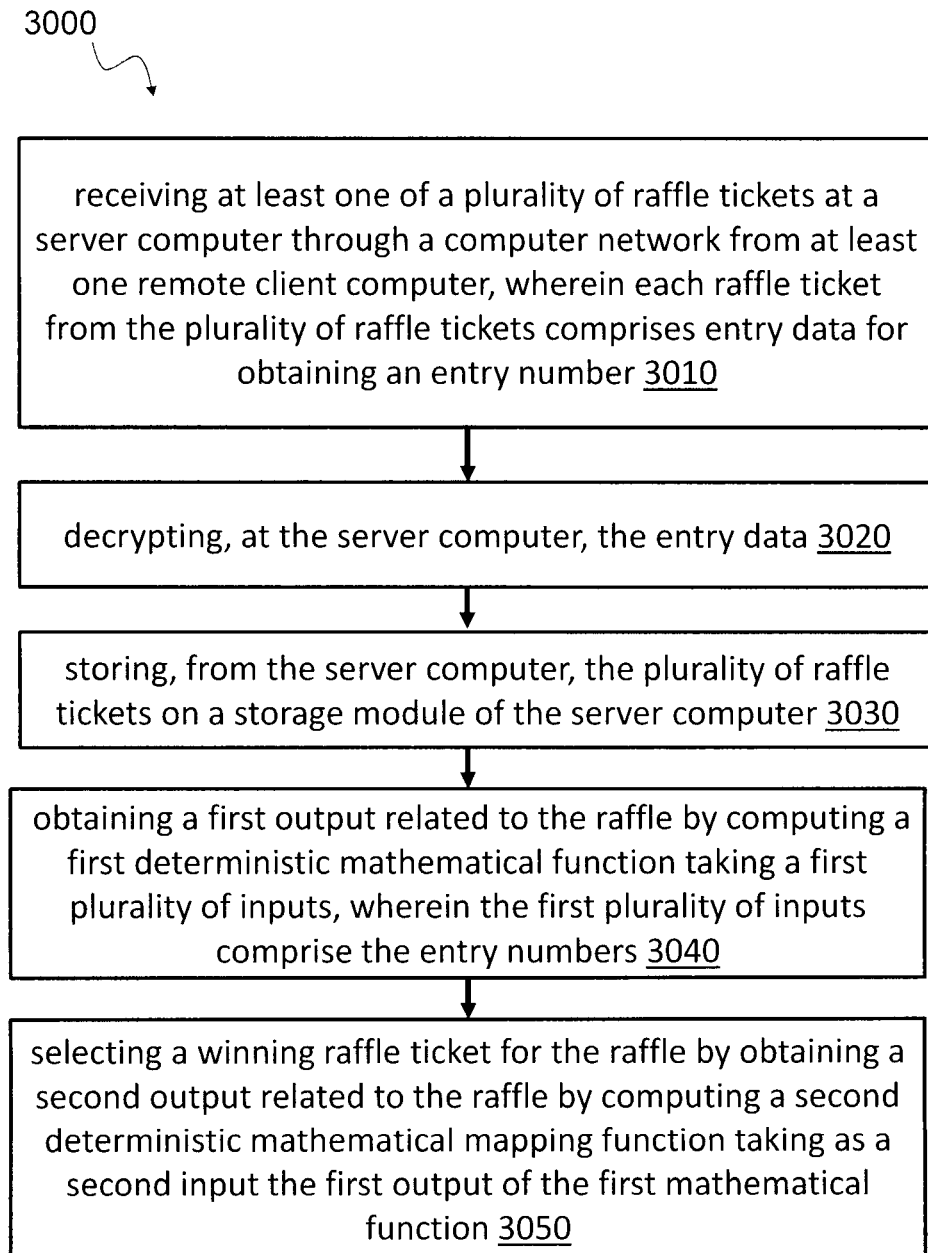 3000
receiving at least one of a plurality of raffle tickets at a
server computer through a computer network from at least
one remote client computer, wherein each raffle ticket
from the plurality of raffle tickets comprises entry data for
obtaining an entry number 3010
decrypting, at the server computer, the entry data 3020
storing, from the server computer, the plurality of raffle
tickets on a storage module of the server computer 3030
obtaining a first output related to the raffle by computing a
first deterministic mathematical function taking a first
plurality of inputs, wherein the first plurality of inputs
comprise the entry numbers 3040
selecting a winning raffle ticket for the raffle by obtaining a
second output related to the raffle by computing a second
deterministic mathematical mapping function taking as a
second input the first output of the first mathematical
function 3050